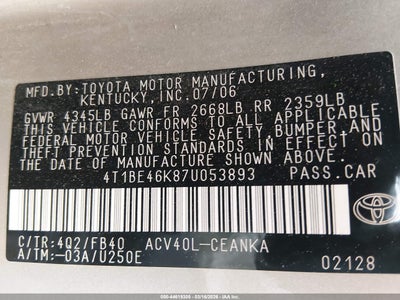 MFD.BY:TOYOTA MOTOR MANUFACTURING,
KENTUCKY,INC.07/06
GVWR 4345LB GAWR FR 2668LB RR 2359LB
THIS VEHICLE CONFORMS TO ALL APPLICABLE
FEDERAL MOTOR VEHICLE SAFETY, BUMPER,AND
THEFT PREVENTION STANDARDS IN EFFECT ON
THE DATE OF MANUFACTURE SHOWN ABOVE.
4T1BE46K87U053893 PASS.CAR
C/TR:4Q2/FB40 ACV40L-CEANKA
A/TM:-03A/U250E
02128